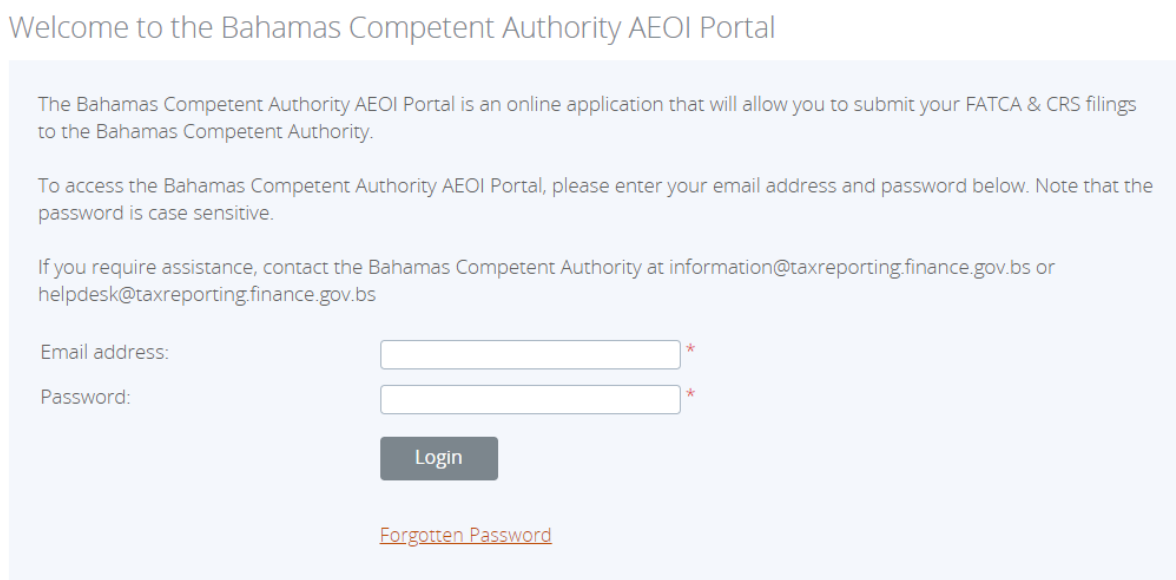 Welcome to the Bahamas Competent Authority AEOI Portal
The Bahamas Competent Authority AEOI Portal is an online application that will allow you to submit your FATCA & CRS filings
to the Bahamas Competent Authority.
To access the Bahamas Competent Authority AEOI Portal, please enter your email address and password below. Note that the
password is case sensitive.
If you require assistance, contact the Bahamas Competent Authority at information@taxreporting.finance.gov.bs or
helpdesk@taxreporting.finance.gov.bs
Email address: *
Password: *
Login
Forgotten Password